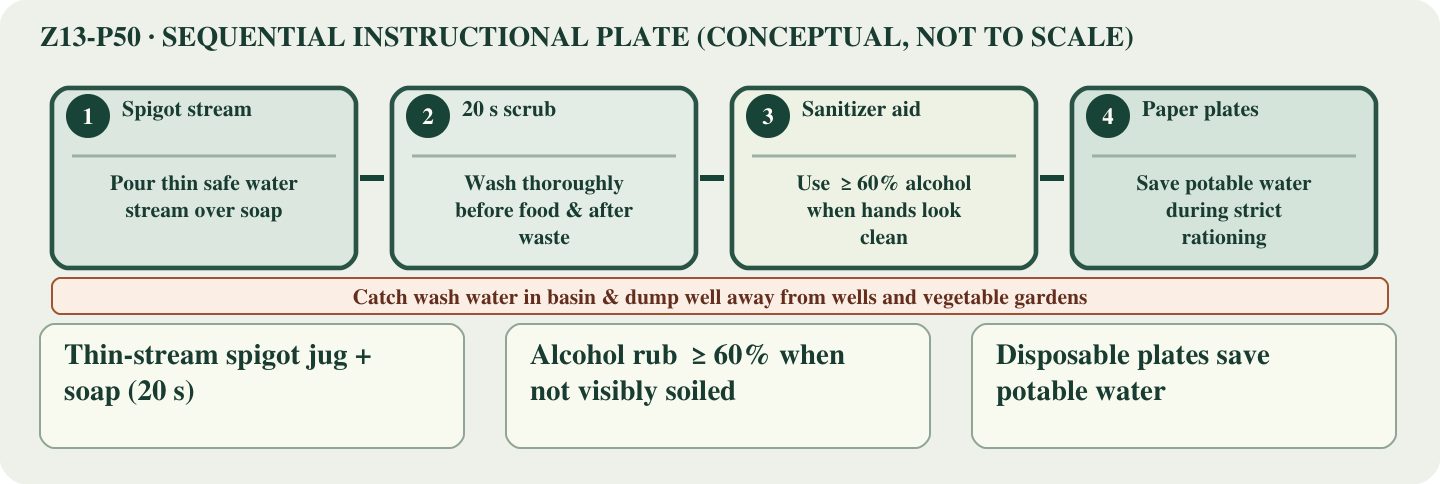 Z13-P50 · SEQUENTIAL INSTRUCTIONAL PLATE (CONCEPTUAL, NOT TO SCALE)
1 Spigot stream
Pour thin safe water
stream over soap
2 20 s scrub
Wash thoroughly
before food & after
waste
3 Sanitizer aid
Use ≥ 60% alcohol
when hands look
clean
4 Paper plates
Save potable water
during strict
rationing
Catch wash water in basin & dump well away from wells and vegetable gardens
Thin-stream spigot jug +
soap (20 s)
Alcohol rub ≥ 60% when
not visibly soiled
Disposable plates save
potable water